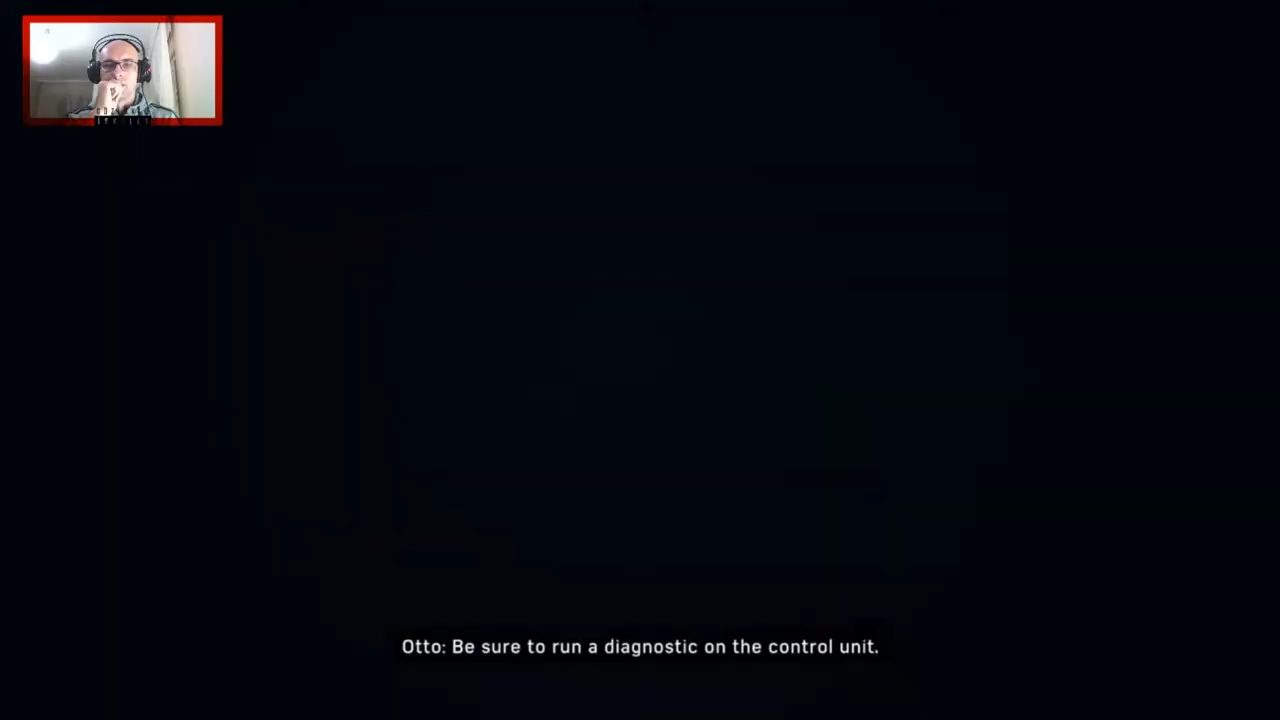 Otto: Be sure to run a diagnostic on the control unit.